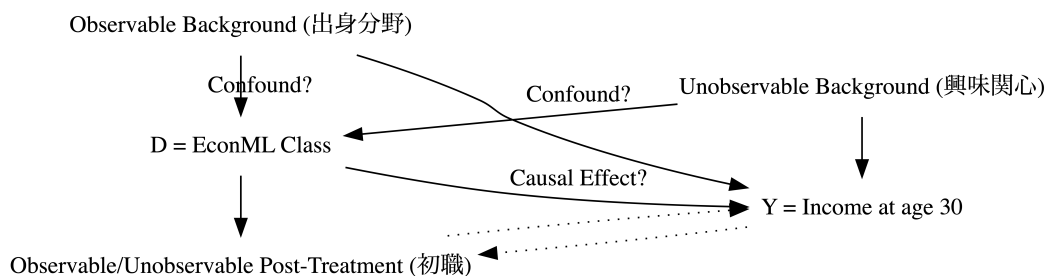 Observable Background (出身分野)
Confound?
Unobservable Background (興味関心)
Confound?
D = EconML Class
Causal Effect?
Y = Income at age 30
Observable/Unobservable Post-Treatment (初職)